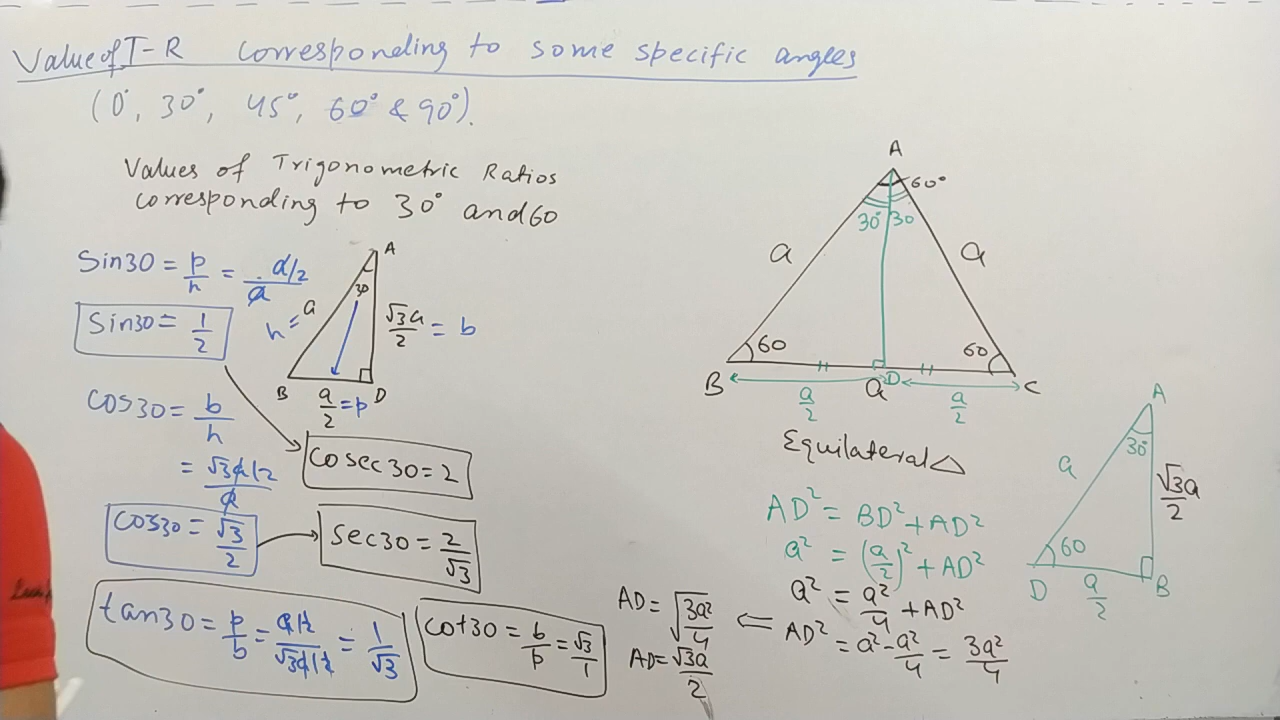 Value of T-R Corresponding to some specific angles
(0°, 30°, 45°, 60° & 90°).
Values of Trigonometric Ratios
corresponding to 30° and 60
Sin30 = p/h = a/2 / a
Sin30 = 1/2
cos30 = b/h
= √3a/2 / a
cos30 = √3/2
tan30 = p/b = a/2 / √3a/2 = 1/√3
A
30
h = a
√3a/2 = b
B
a/2 = p
D
cosec30 = 2
sec30 = 2/√3
cot30 = b/p = √3/1
A
60°
30° 30
a
a
60
60
B
D
C
a
a/2
a/2
Equilateral △
AD² = BD² + AD²
a² = (a/2)² + AD²
a² = a²/4 + AD²
AD² = a² - a²/4 = 3a²/4
⇐
AD = √3a²/4
AD = √3a/2
A
30°
a
√3a/2
60
D
a/2
B